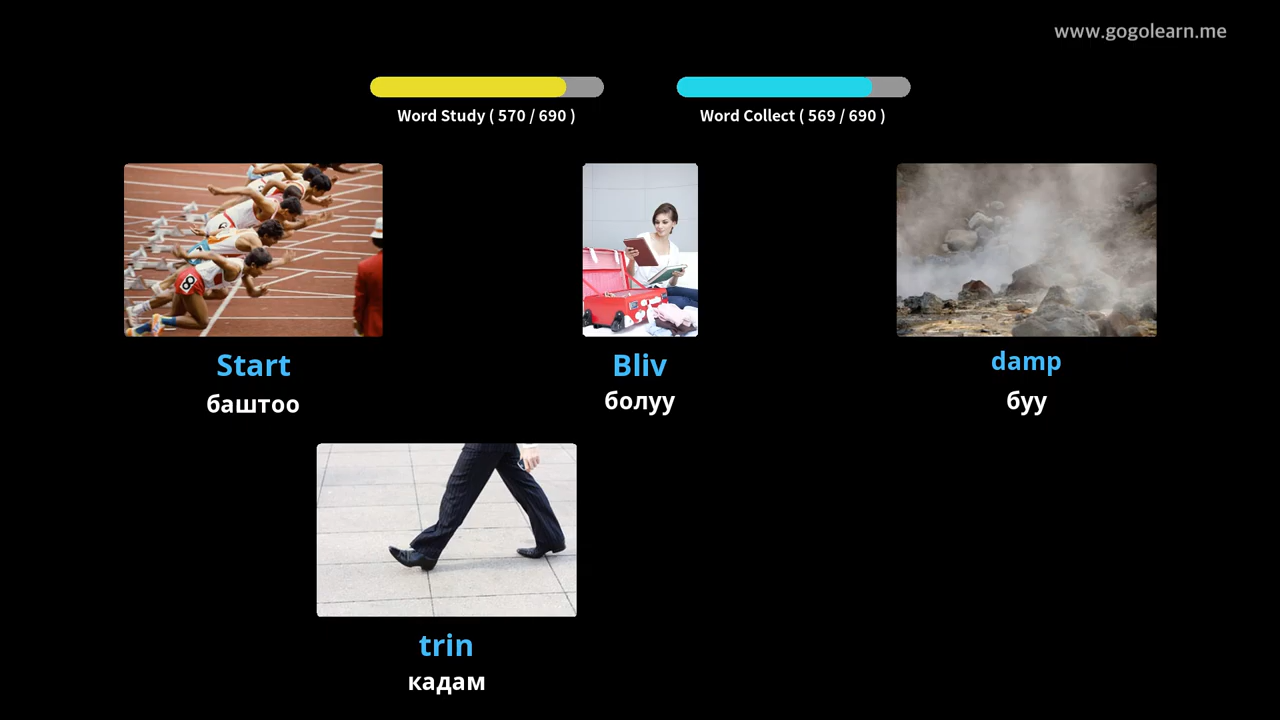 www.gogolearn.me
Word Study ( 570 / 690 )
Word Collect ( 569 / 690 )
Start
баштоо
Bliv
болуу
damp
буу
trin
кадам
8